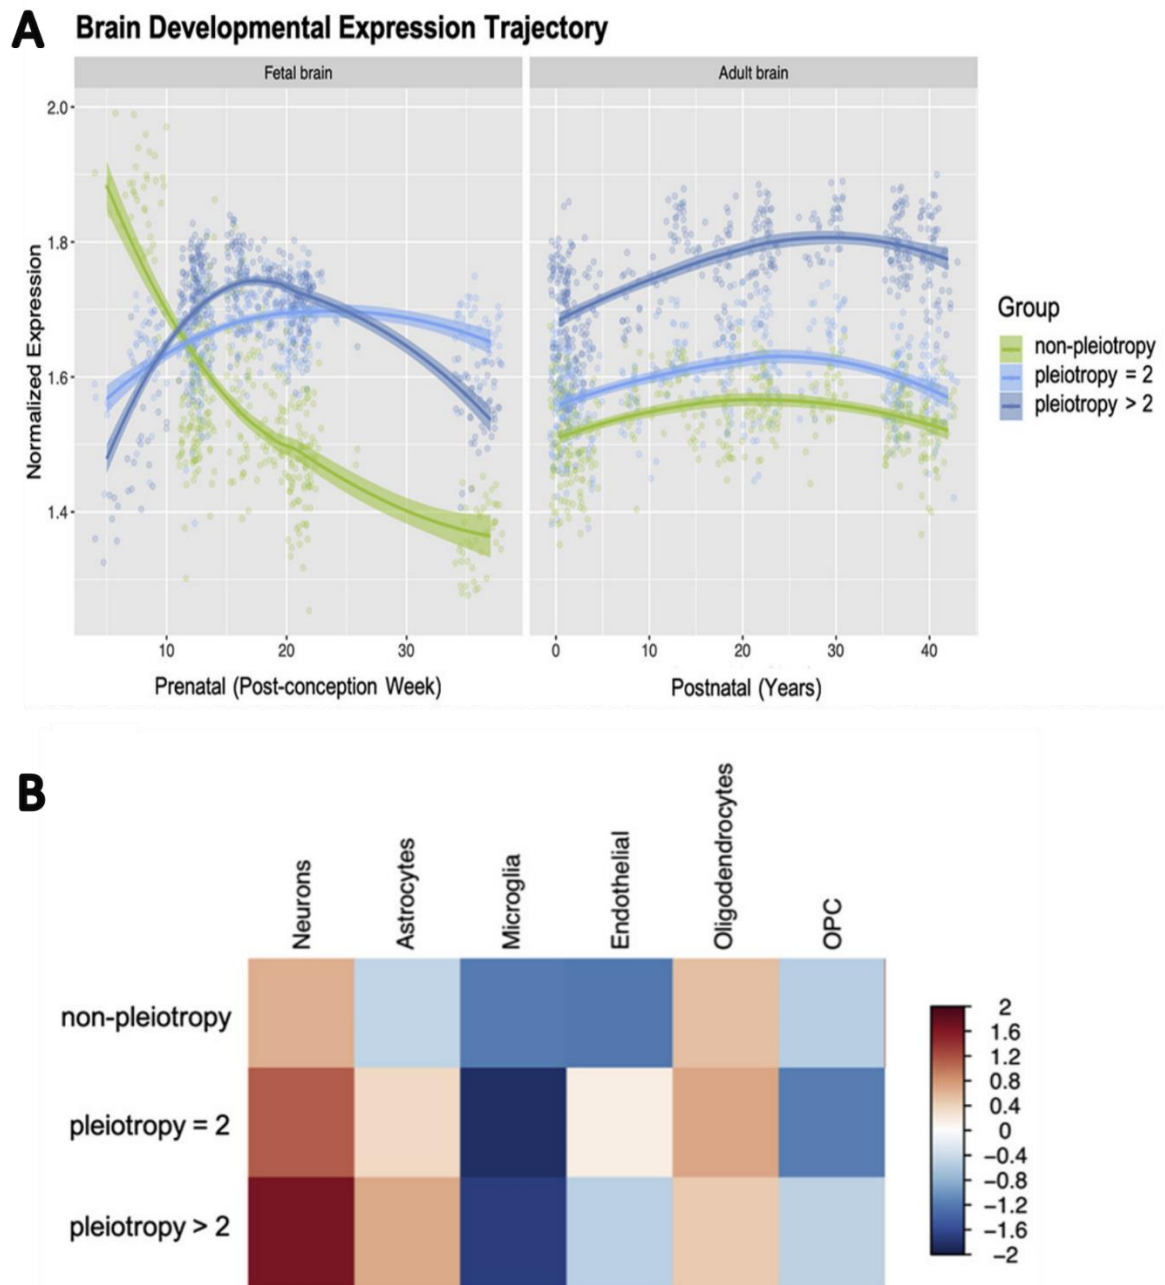 A
Brain Developmental Expression Trajectory
Fetal brain
Adult brain
Normalized Expression
2.0
1.8
1.6
1.4
10 20 30
0 10 20 30 40
Prenatal (Post-conception Week)
Postnatal (Years)
Group
non-pleiotropy
pleiotropy = 2
pleiotropy > 2
B
Neurons
Astrocytes
Microglia
Endothelial
Oligodendrocytes
OPC
non-pleiotropy
pleiotropy = 2
pleiotropy > 2
2
1.6
1.2
0.8
0.4
0
−0.4
−0.8
−1.2
−1.6
−2